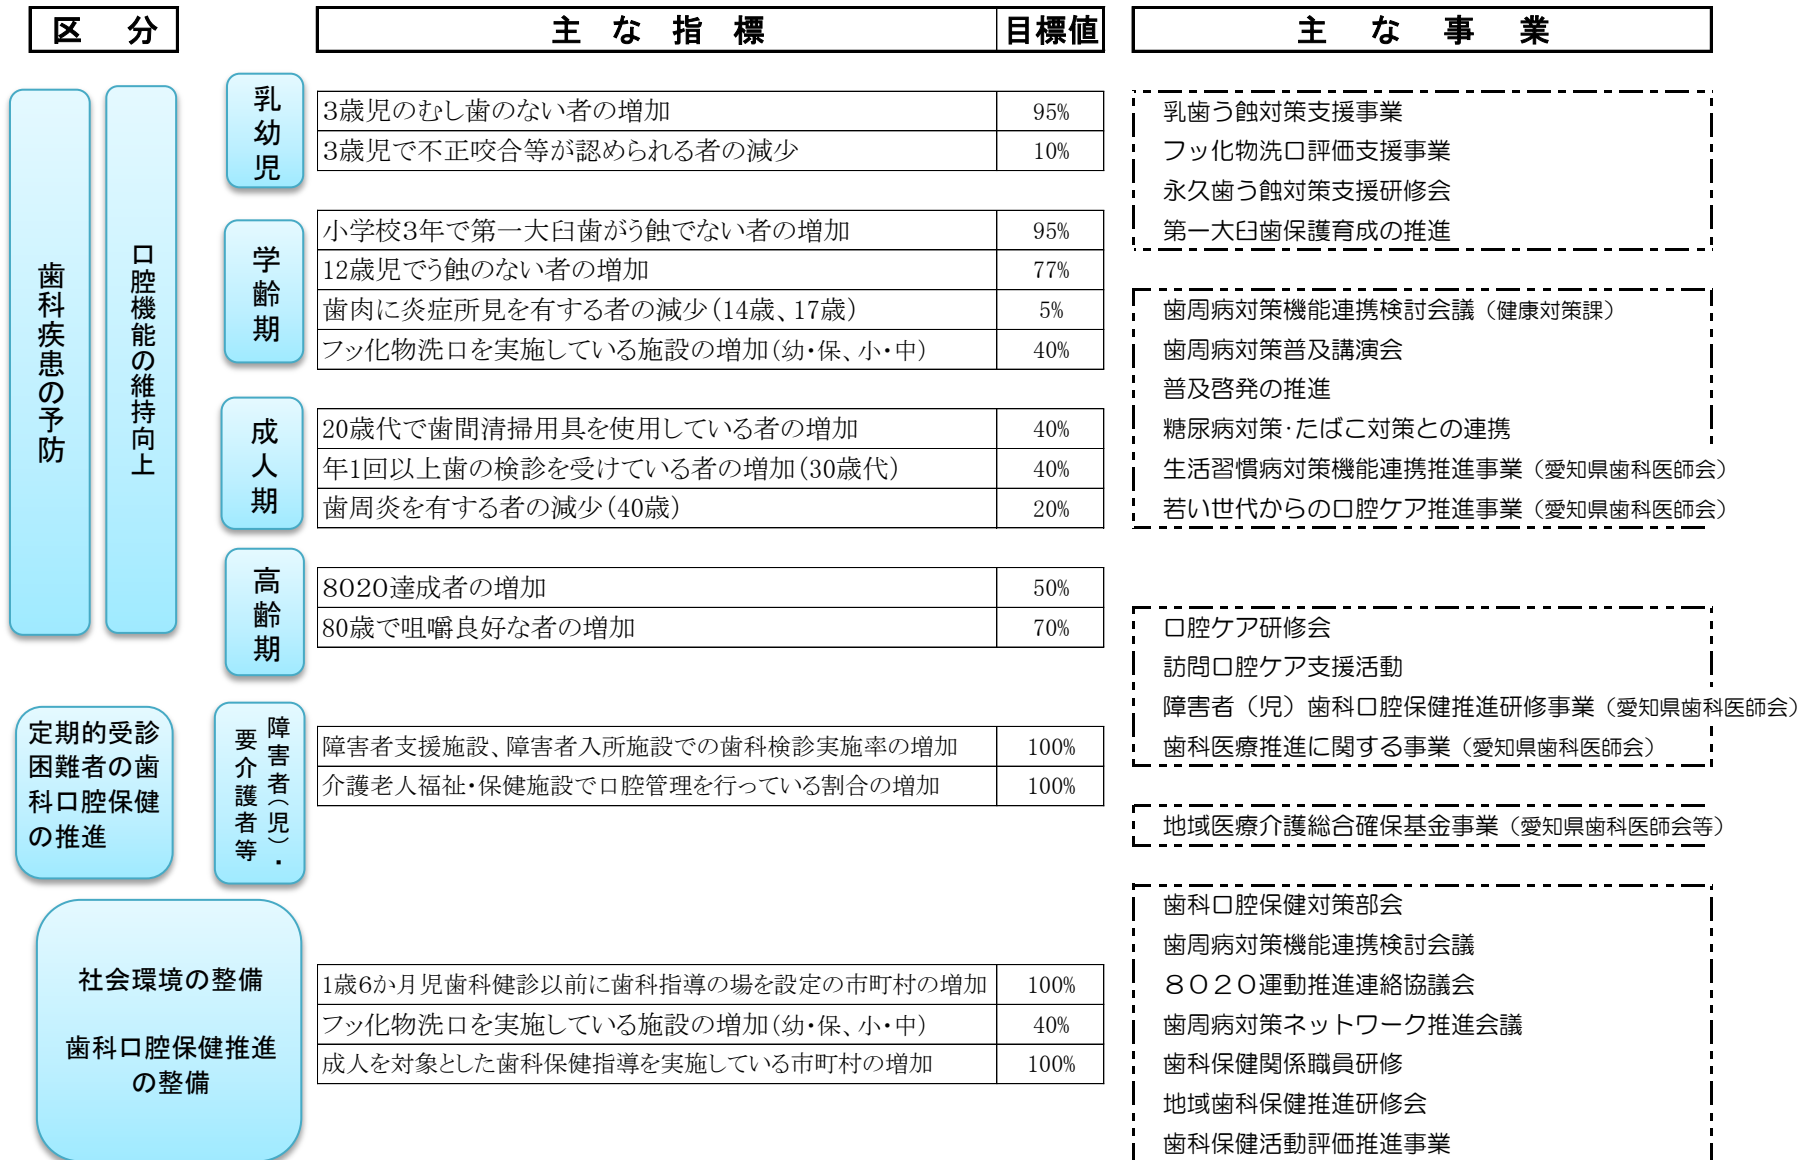 区　分
主　な　指　標
目標値
主　な　事　業
歯科疾患の予防
口腔機能の維持向上
乳幼児
3歳児のむし歯のない者の増加 95%
3歳児で不正咬合等が認められる者の減少 10%
学齢期
小学校3年で第一大臼歯がう蝕でない者の増加 95%
12歳児でう蝕のない者の増加 77%
歯肉に炎症所見を有する者の減少（14歳、17歳） 5%
フッ化物洗口を実施している施設の増加（幼・保、小・中） 40%
成人期
20歳代で歯間清掃用具を使用している者の増加 40%
年1回以上歯の検診を受けている者の増加（30歳代） 40%
歯周炎を有する者の減少（40歳） 20%
高齢期
8020達成者の増加 50%
80歳で咀嚼良好な者の増加 70%
定期的受診
困難者の歯
科口腔保健
の推進
障害者（児）・
要介護者等
障害者支援施設、障害者入所施設での歯科検診実施率の増加 100%
介護老人福祉・保健施設で口腔管理を行っている割合の増加 100%
社会環境の整備
歯科口腔保健推進
の整備
1歳6か月児歯科健診以前に歯科指導の場を設定の市町村の増加 100%
フッ化物洗口を実施している施設の増加（幼・保、小・中） 40%
成人を対象とした歯科保健指導を実施している市町村の増加 100%
乳歯う蝕対策支援事業
フッ化物洗口評価支援事業
永久歯う蝕対策支援研修会
第一大臼歯保護育成の推進
歯周病対策機能連携検討会議（健康対策課）
歯周病対策普及講演会
普及啓発の推進
糖尿病対策・たばこ対策との連携
生活習慣病対策機能連携推進事業（愛知県歯科医師会）
若い世代からの口腔ケア推進事業（愛知県歯科医師会）
口腔ケア研修会
訪問口腔ケア支援活動
障害者（児）歯科口腔保健推進研修事業（愛知県歯科医師会）
歯科医療推進に関する事業（愛知県歯科医師会）
地域医療介護総合確保基金事業（愛知県歯科医師会等）
歯科口腔保健対策部会
歯周病対策機能連携検討会議
８０２０運動推進連絡協議会
歯周病対策ネットワーク推進会議
歯科保健関係職員研修
地域歯科保健推進研修会
歯科保健活動評価推進事業